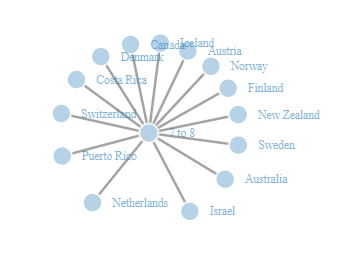 Canada
Iceland
Austria
Denmark
Norway
Costa Rica
Finland
Switzerland
New Zealand
7 to 8
Sweden
Puerto Rico
Australia
Netherlands
Israel